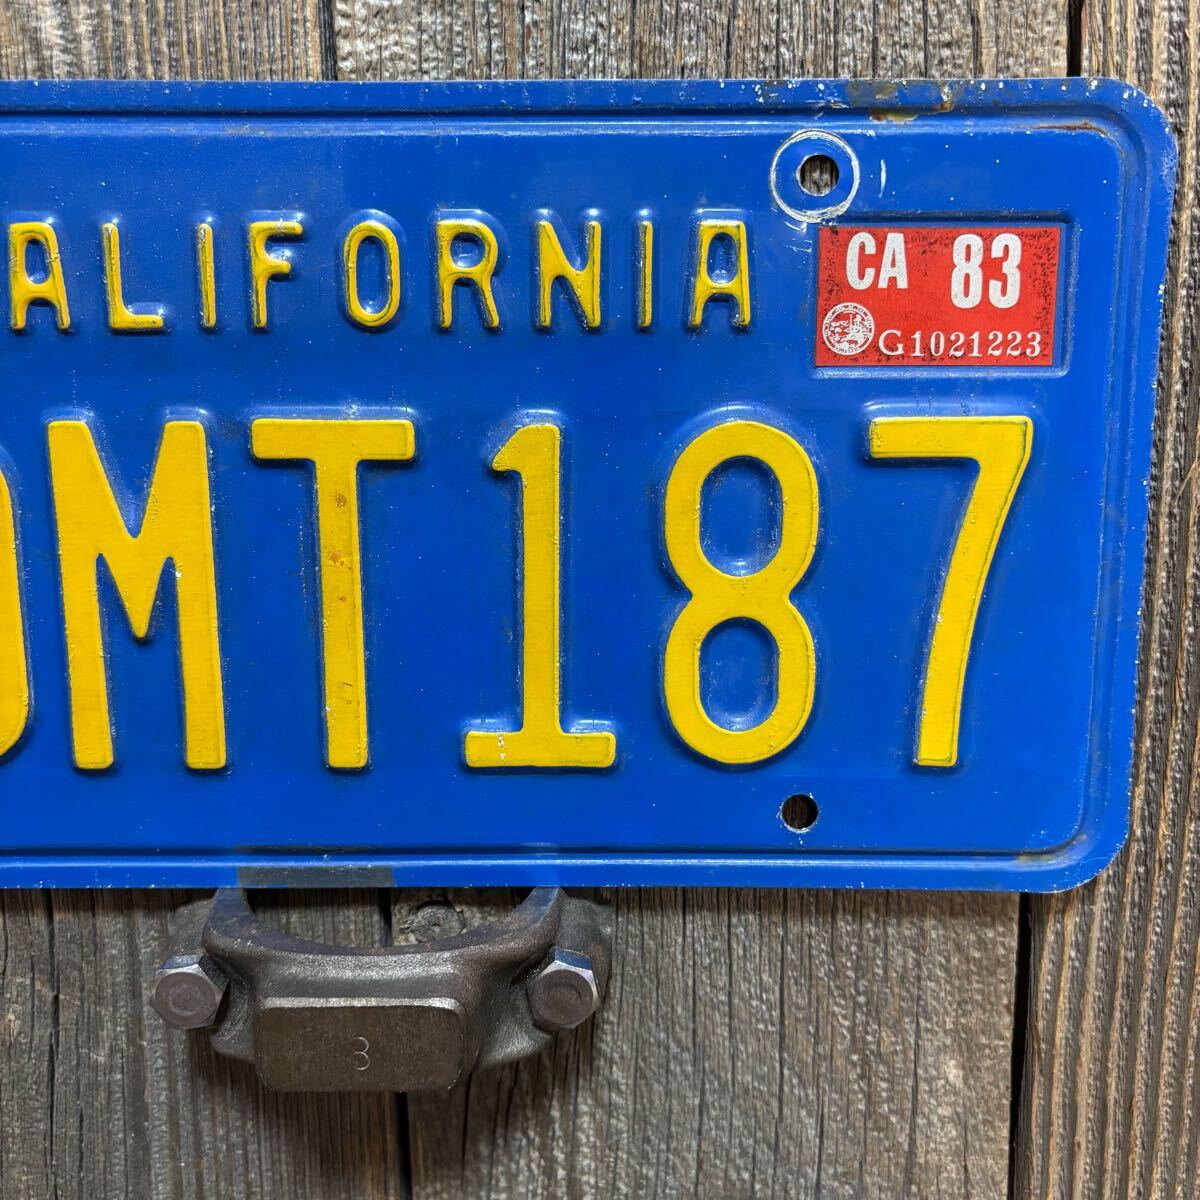 ALIFORNIA
CA 83
G1021223
MT187
3